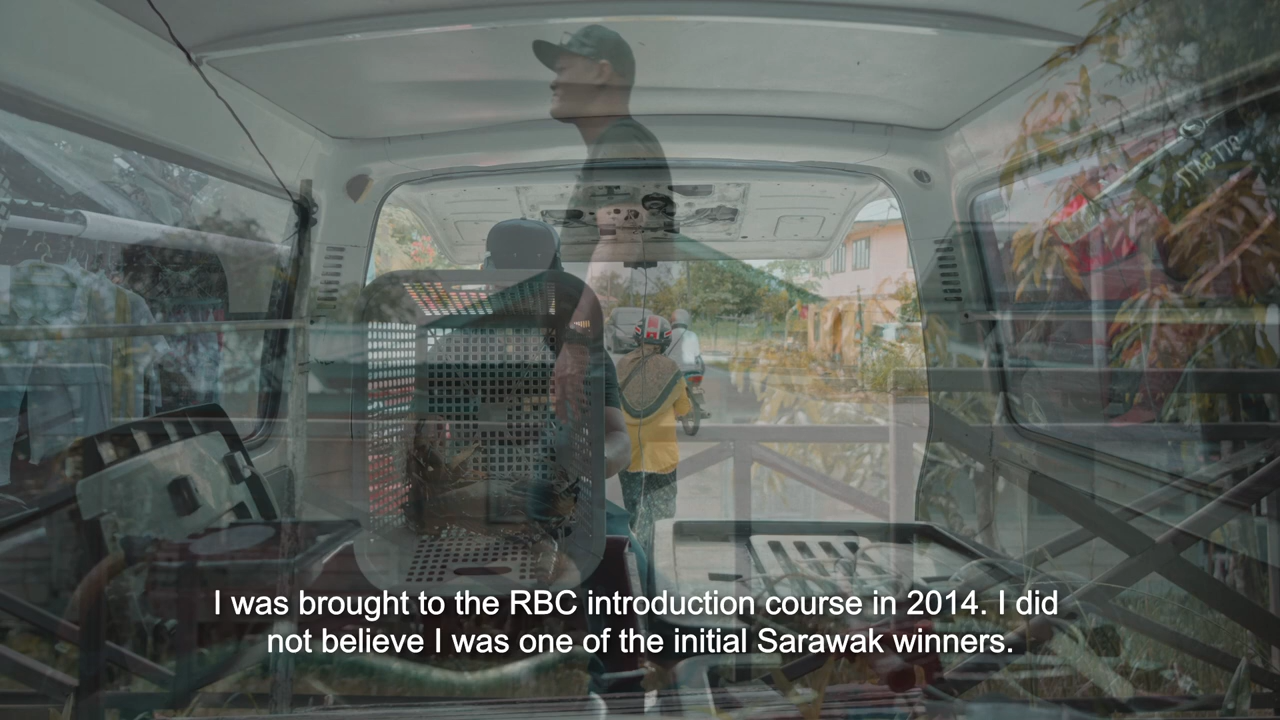 I was brought to the RBC introduction course in 2014. I did
not believe I was one of the initial Sarawak winners.